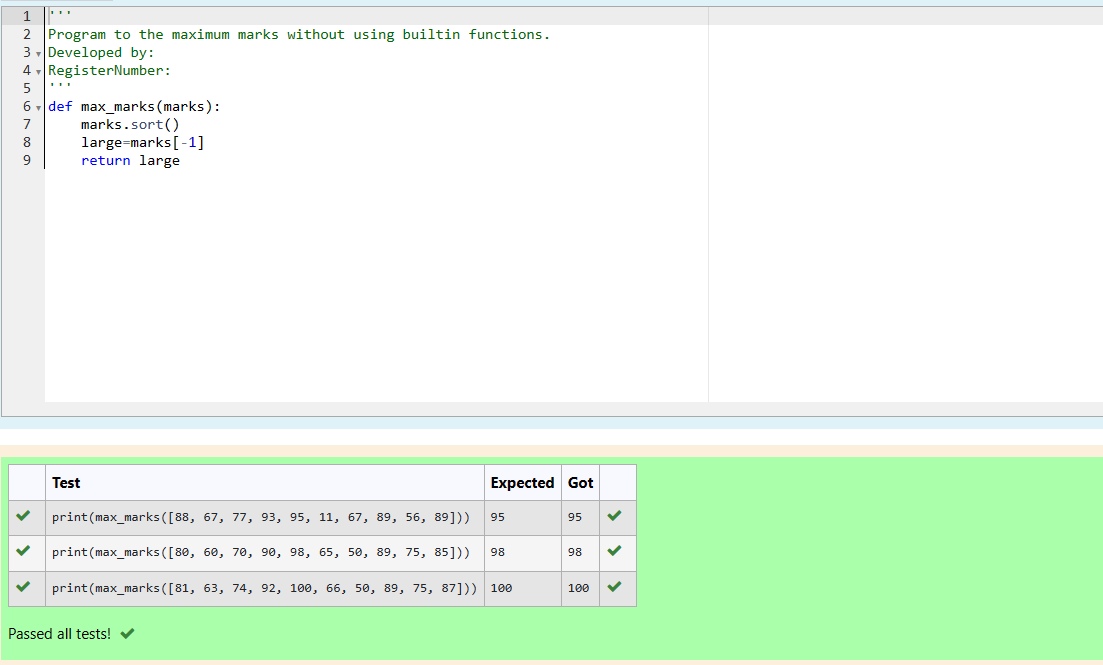 1 '''
2 Program to the maximum marks without using builtin functions.
3 Developed by:
4 RegisterNumber:
5 '''
6 def max_marks(marks):
7     marks.sort()
8     large=marks[-1]
9     return large
Test Expected Got
print(max_marks([88, 67, 77, 93, 95, 11, 67, 89, 56, 89])) 95 95
print(max_marks([80, 60, 70, 90, 98, 65, 50, 89, 75, 85])) 98 98
print(max_marks([81, 63, 74, 92, 100, 66, 50, 89, 75, 87])) 100 100
Passed all tests!